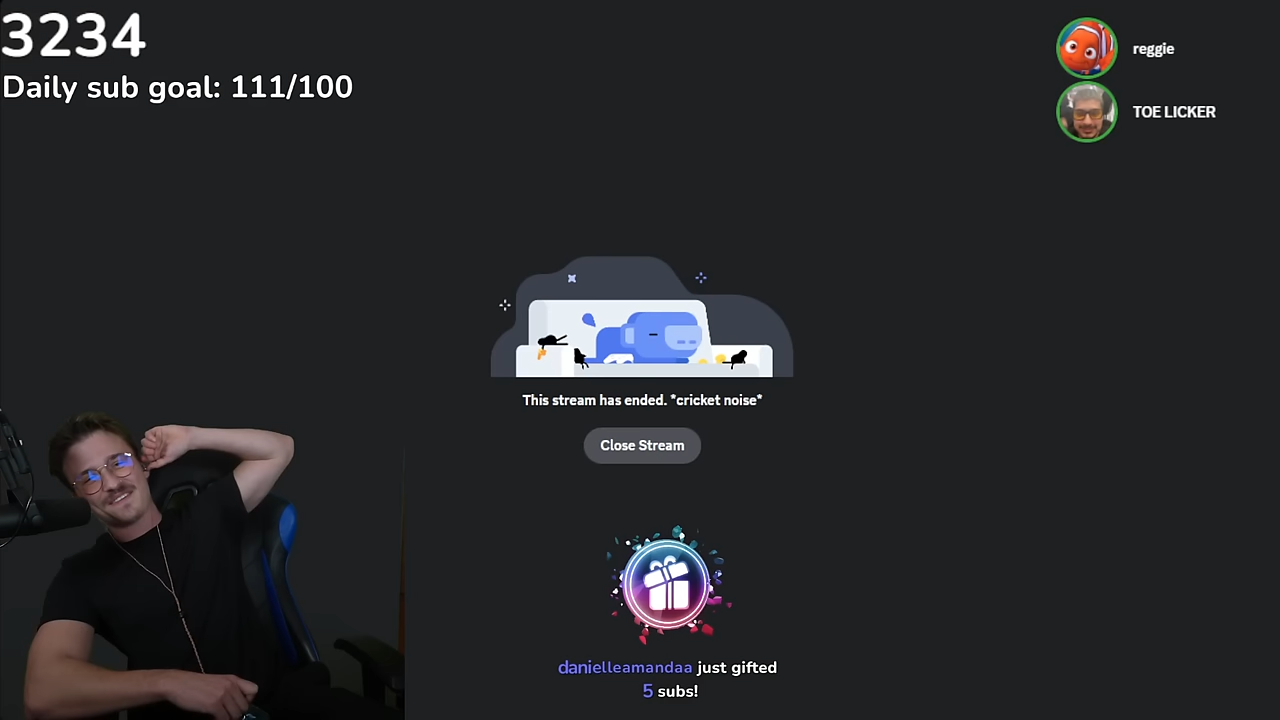 3234
Daily sub goal: 111/100
reggie
TOE LICKER
This stream has ended. *cricket noise*
Close Stream
danielleamandaa just gifted
5 subs!